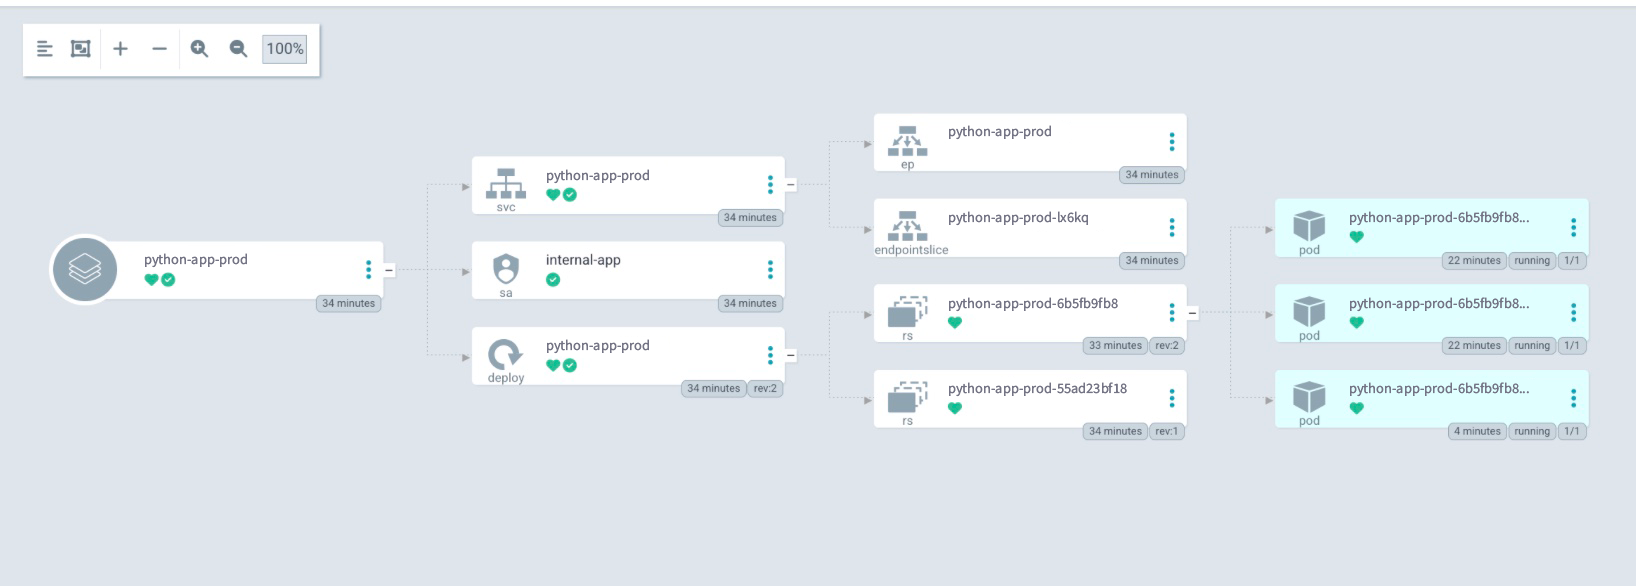 100%
python-app-prod
34 minutes
svc
python-app-prod
34 minutes
sa
internal-app
34 minutes
deploy
python-app-prod
34 minutes rev:2
ep
python-app-prod
34 minutes
endpointslice
python-app-prod-lx6kq
34 minutes
rs
python-app-prod-6b5fb9fb8
33 minutes rev:2
rs
python-app-prod-55ad23bf18
34 minutes rev:1
pod
python-app-prod-6b5fb9fb8...
22 minutes running 1/1
pod
python-app-prod-6b5fb9fb8...
22 minutes running 1/1
pod
python-app-prod-6b5fb9fb8...
4 minutes running 1/1